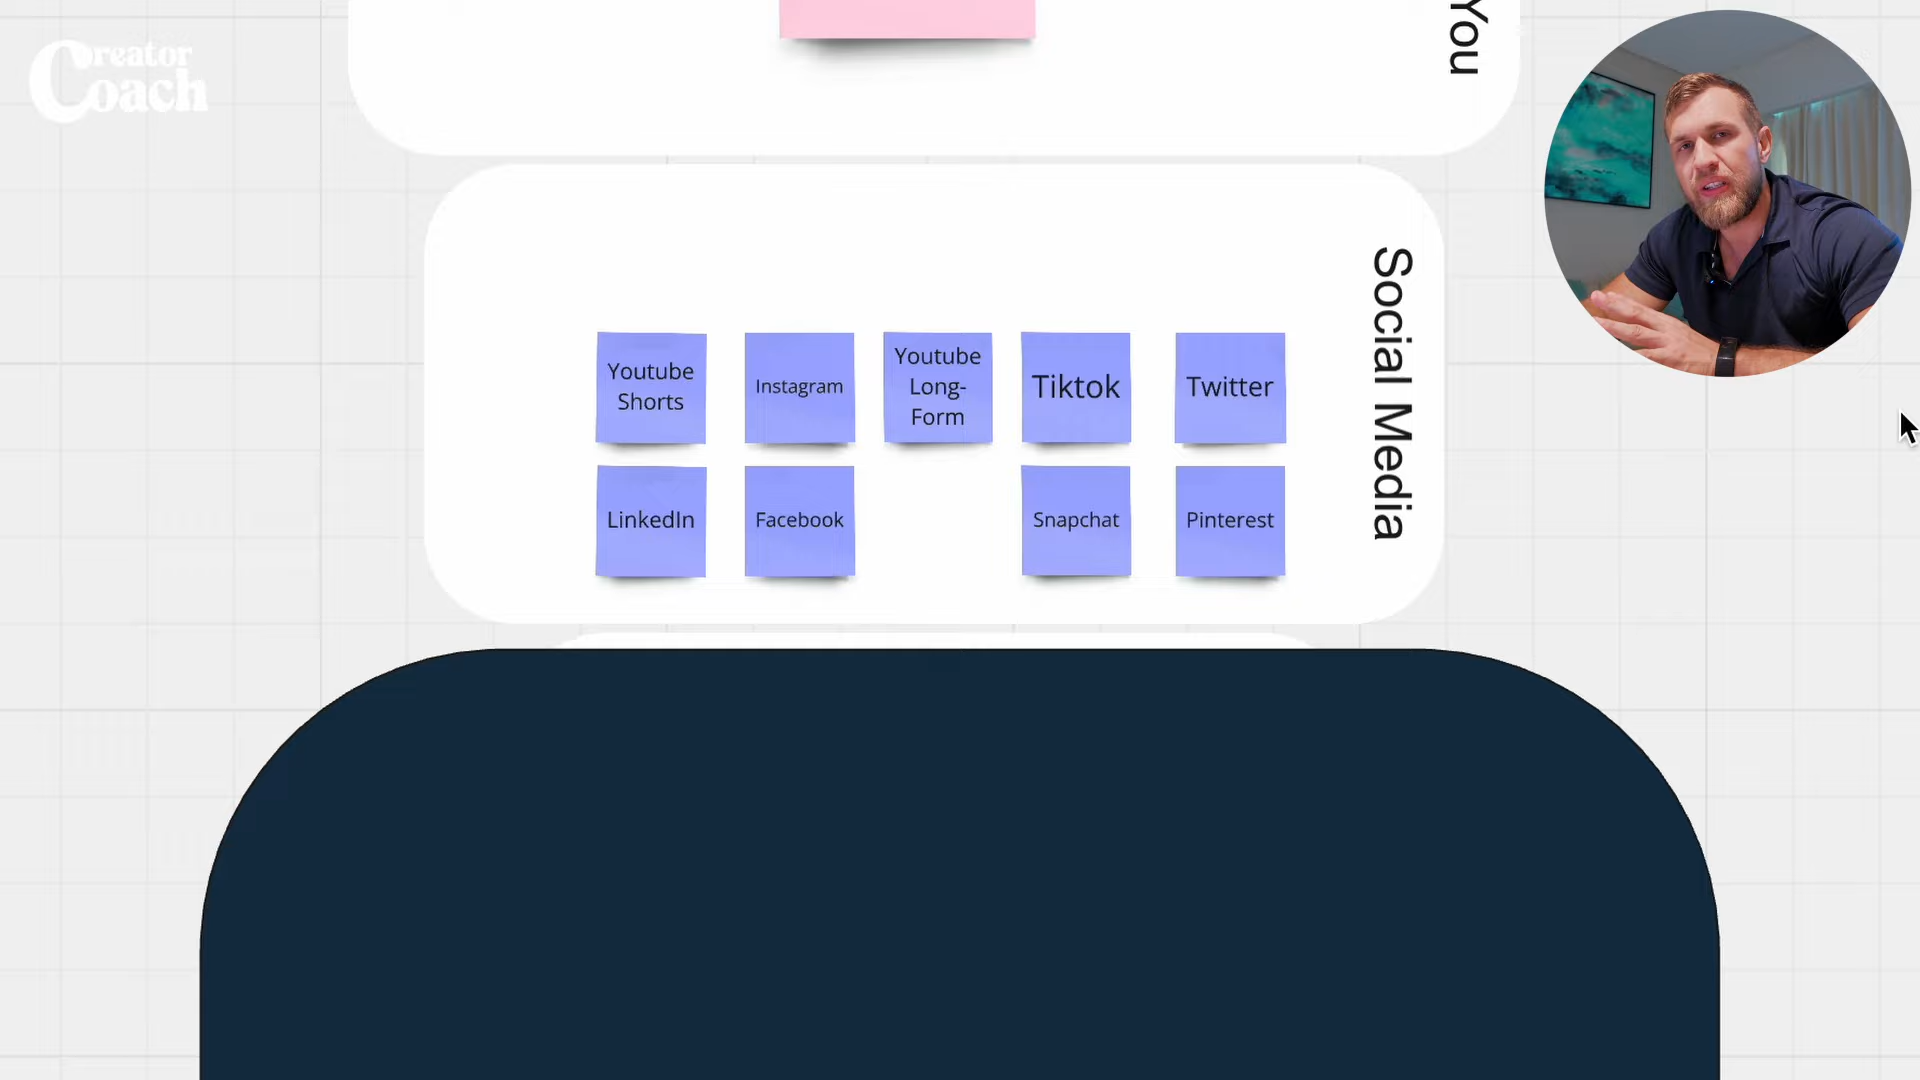 Creator
Coach
You
Social Media
Youtube
Shorts
Instagram
Youtube
Long-
Form
Tiktok
Twitter
LinkedIn
Facebook
Snapchat
Pinterest